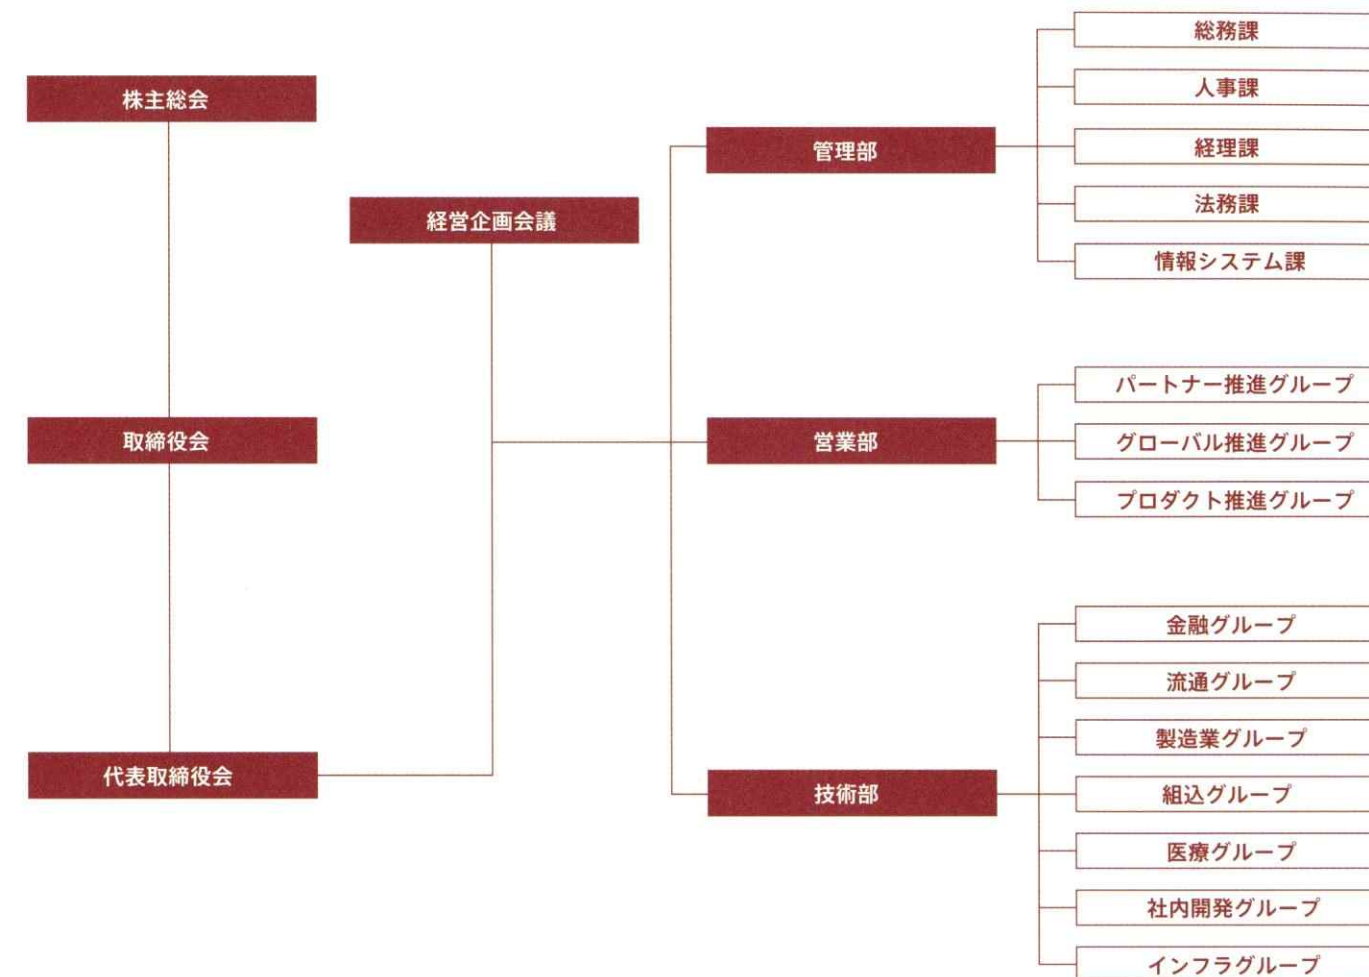 株主総会
取締役会
代表取締役会
経営企画会議
管理部
総務課
人事課
経理課
法務課
情報システム課
営業部
パートナー推進グループ
グローバル推進グループ
プロダクト推進グループ
技術部
金融グループ
流通グループ
製造業グループ
組込グループ
医療グループ
社内開発グループ
インフラグループ